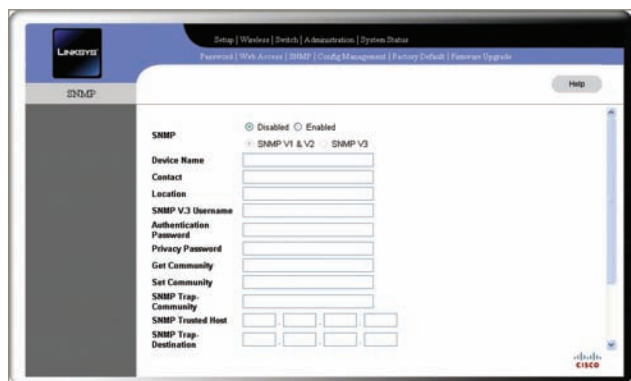 LINKSYS
Setup | Wireless | Switch | Administration | System Status
Password | Web Access | SNMP | Config Management | Factory Default | Firmware Upgrade
SNMP
Help
SNMP
Disabled Enabled
SNMP V1 & V2 SNMP V3
Device Name
Contact
Location
SNMP V.3 Username
Authentication
Password
Privacy Password
Get Community
Set Community
SNMP Trap-
Community
SNMP Trusted Host
. . .
SNMP Trap-
Destination
. . .
CISCO